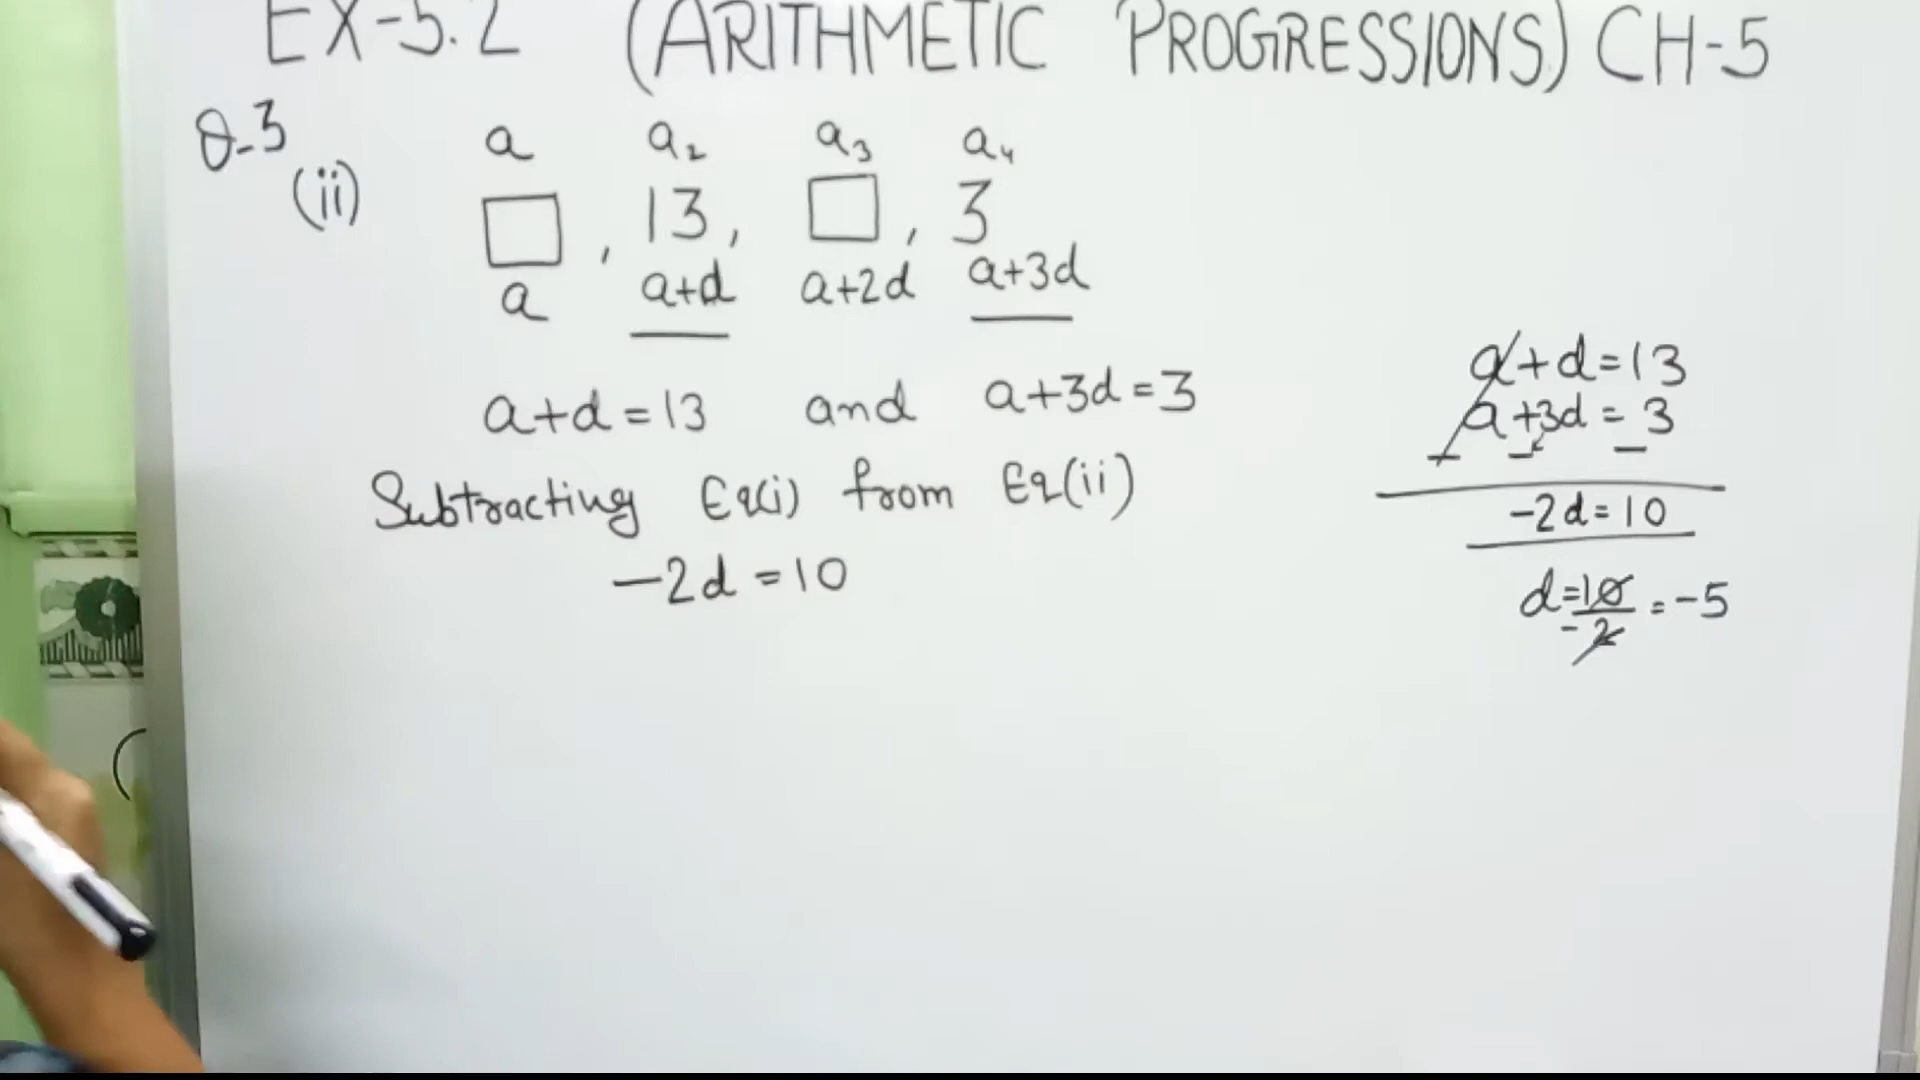 EX-5.2 (ARITHMETIC PROGRESSIONS) CH-5
Q-3
(ii)
a a₂ a₃ a₄
□, 13, □, 3
a a+d a+2d a+3d
a+d=13 and a+3d=3
Subtracting Eq(i) from Eq(ii)
-2d=10
a+d=13
a+3d=3
- - -
-2d=10
d=10/-2=-5